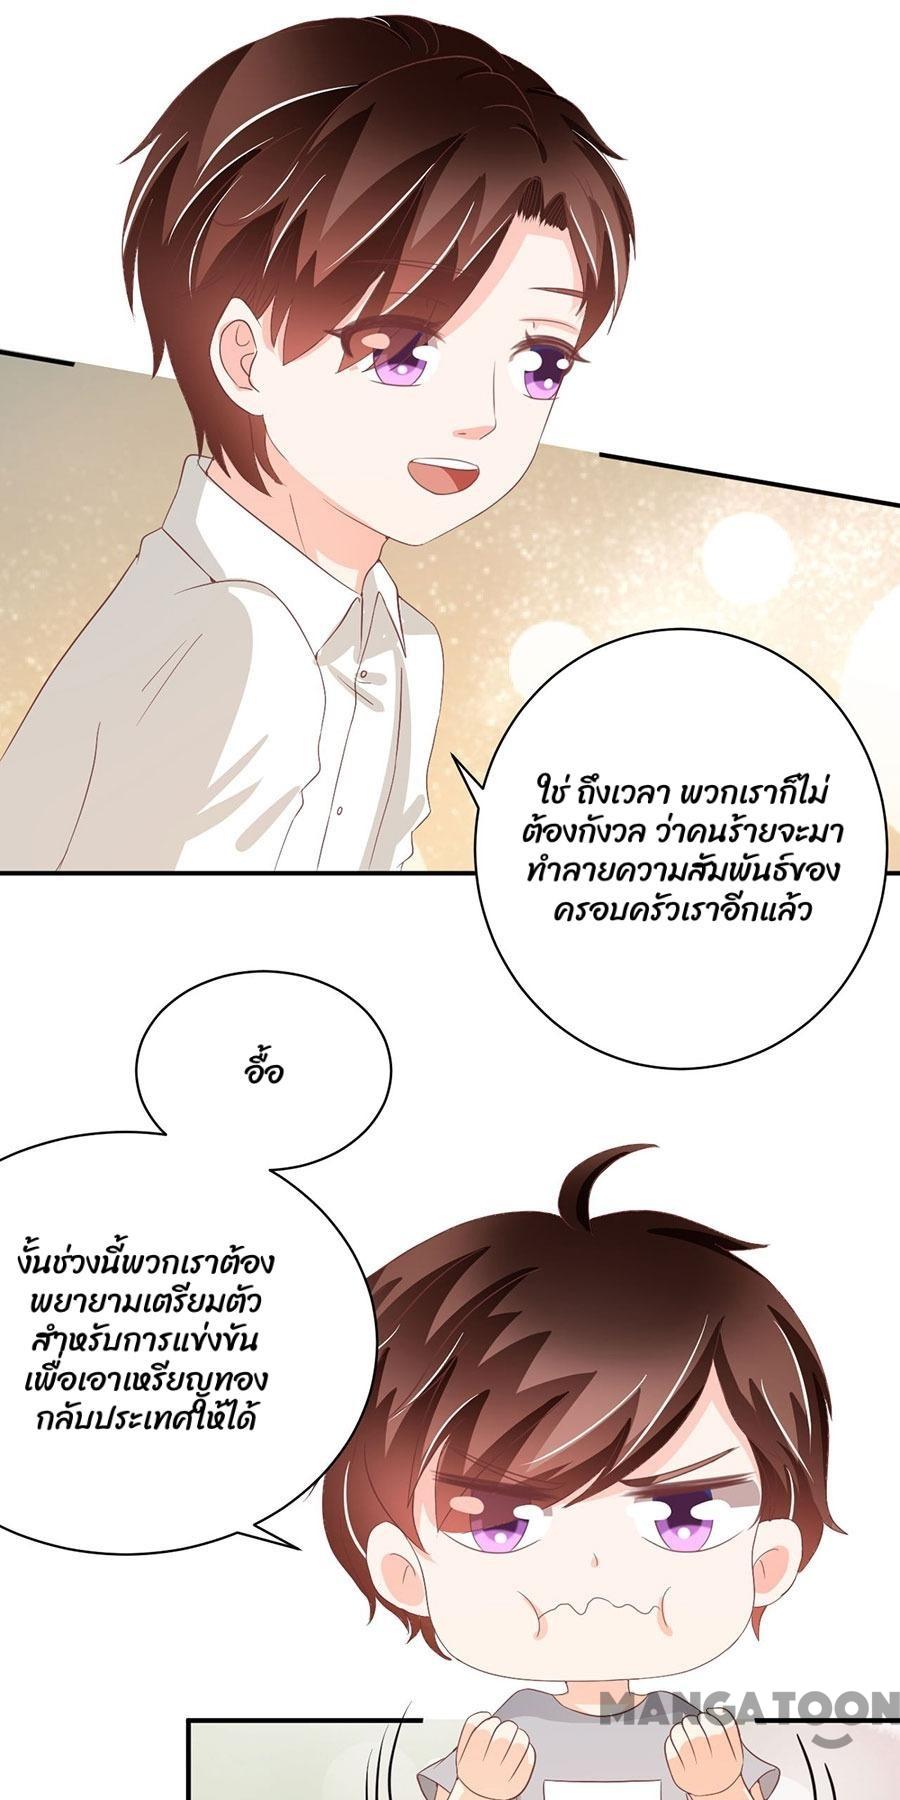 ใช่ ถึงเวลา พวกเราก็ไม่
ต้องกังวล ว่าคนร้ายจะมา
ทำลายความสัมพันธ์ของ
ครอบครัวเราอีกแล้ว
อื้อ
งั้นช่วงนี้พวกเราต้อง
พยายามเตรียมตัว
สำหรับการแข่งขัน
เพื่อเอาเหรียญทอง
กลับประเทศให้ได้
MANGATOON